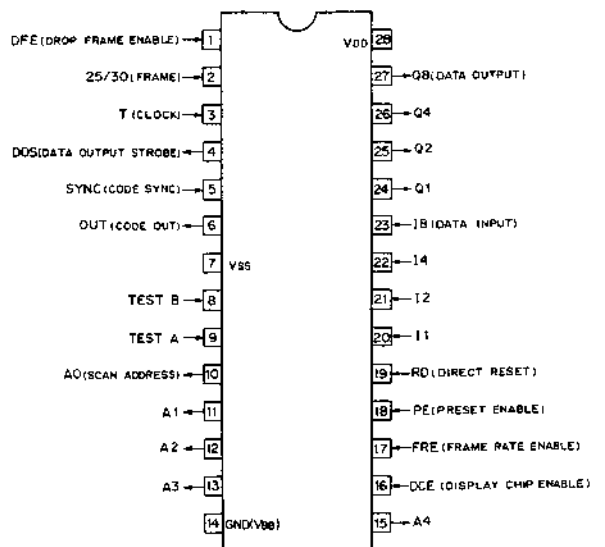 DFE(DROP FRAME ENABLE) 1
25/30(FRAME) 2
T(CLOCK) 3
DOS(DATA OUTPUT STROBE) 4
SYNC(CODE SYNC) 5
OUT(CODE OUT) 6
7 VSS
TEST B 8
TEST A 9
A0(SCAN ADDRESS) 10
A1 11
A2 12
A3 13
14 GND(VBB)
VDD 28
27 Q8(DATA OUTPUT)
26 Q4
25 Q2
24 Q1
23 I8(DATA INPUT)
22 I4
21 I2
20 I1
19 RD(DIRECT RESET)
18 PE(PRESET ENABLE)
17 FRE(FRAME RATE ENABLE)
16 DCE(DISPLAY CHIP ENABLE)
15 A4